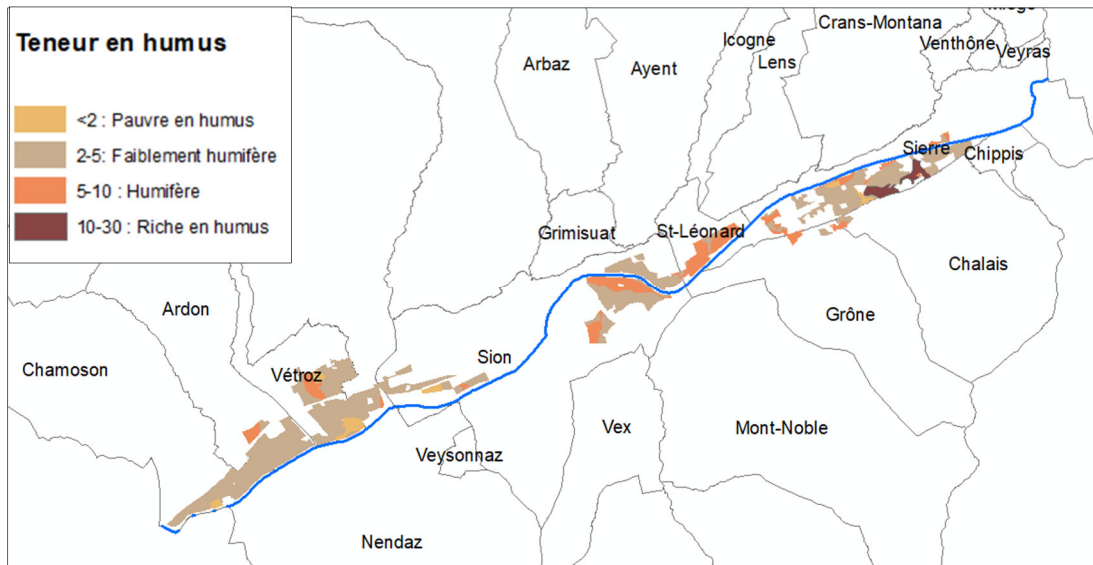 Teneur en humus
<2 : Pauvre en humus
2-5: Faiblement humifère
5-10 : Humifère
10-30 : Riche en humus
Crans-Montana
Icogne
Venthône
Veyras
Arbaz
Ayent
Lens
Sierre
Chippis
Grimisuat
St-Léonard
Chalais
Ardon
Grône
Chamoson
Vétroz
Sion
Vex
Mont-Noble
Veysonnaz
Nendaz